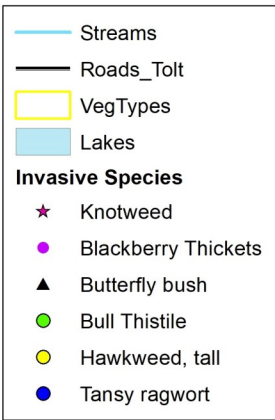 Streams
Roads_Tolt
VegTypes
Lakes
Invasive Species
Knotweed
Blackberry Thickets
Butterfly bush
Bull Thistile
Hawkweed, tall
Tansy ragwort